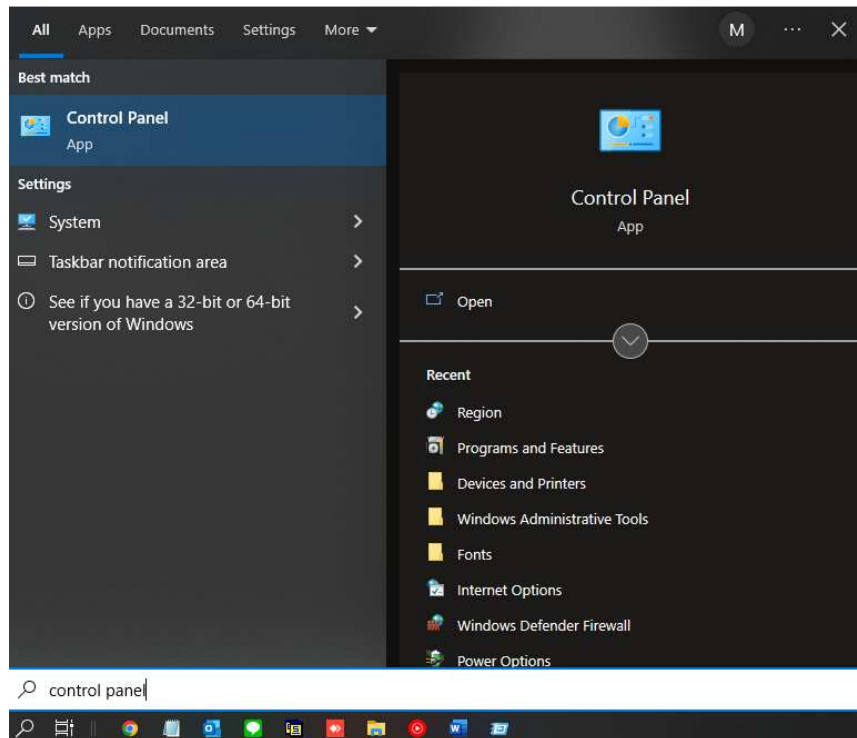 All Apps Documents Settings More M
Best match
Control Panel
App
Settings
System
Taskbar notification area
See if you have a 32-bit or 64-bit
version of Windows
Control Panel
App
Open
Recent
Region
Programs and Features
Devices and Printers
Windows Administrative Tools
Fonts
Internet Options
Windows Defender Firewall
Power Options
control panel